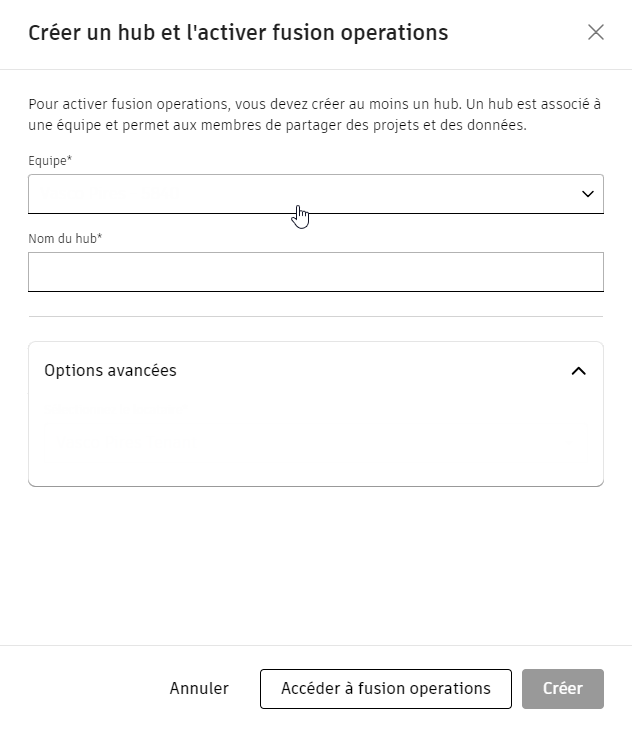 Créer un hub et l'activer fusion operations
Pour activer fusion operations, vous devez créer au moins un hub. Un hub est associé à
une équipe et permet aux membres de partager des projets et des données.
Equipe*
Nom du hub*
Options avancées
Annuler
Accéder à fusion operations
Créer